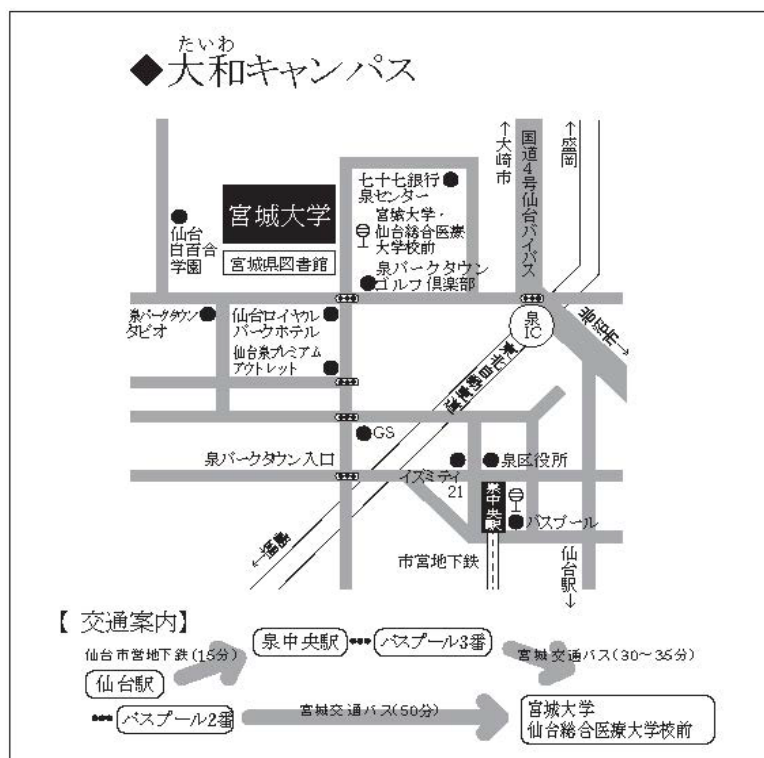 たいわ
◆大和キャンパス
↑大崎市
国道4号仙台バイパス
↑盛岡
七十七銀行
泉センター
宮城大学
宮城大学・
仙台総合医療
大学校前
仙台
白百合
学園
宮城県図書館
泉パークタウン
ゴルフ倶楽部
泉パークタウン
タピオ
仙台ロイヤル
パークホテル
仙台泉プレミアム
アウトレット
泉
IC
岩沼市→
東北自動車道
GS
泉パークタウン入口
イズミティ
21
泉区役所
泉中央駅
バスプール
市営地下鉄
仙台駅↓
【 交通案内】
仙台市営地下鉄(15分)
泉中央駅
バスプール3番
宮城交通バス(30~35分)
仙台駅
バスプール2番
宮城交通バス(50分)
宮城大学
仙台総合医療大学校前